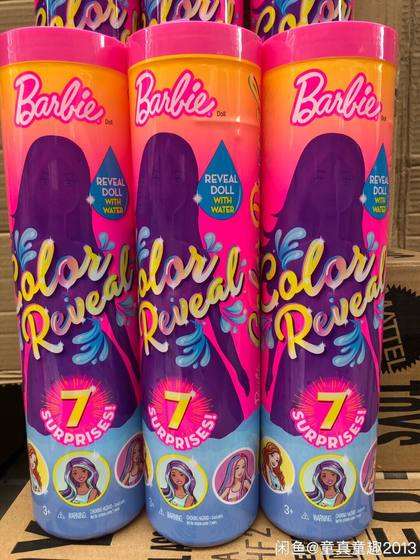 Barbie Doll
REVEAL
DOLL
WITH
WATER
Color
Reveal
7
SURPRISES!
3+
Barbie Doll
REVEAL
DOLL
WITH
WATER
Color
Reveal
7
SURPRISES!
3+
Barbie Doll
REVEAL
DOLL
WITH
WATER
Color
Reveal
7
SURPRISES!
3+
闲鱼@童真童趣2013